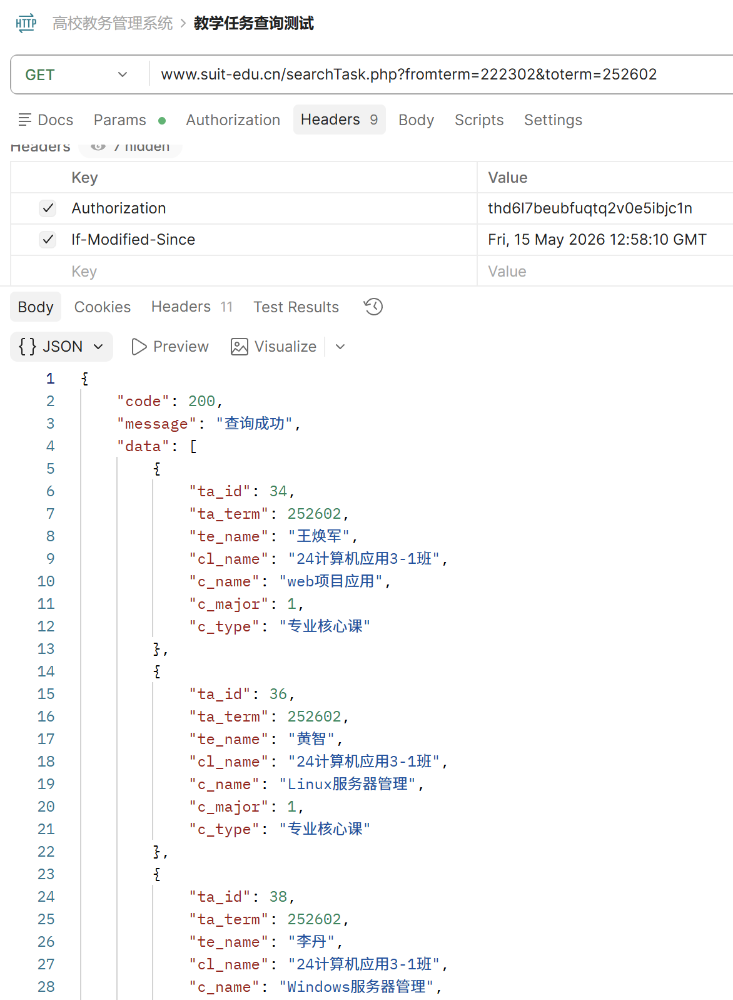 HTTP 高校教务管理系统 > 教学任务查询测试
GET www.suit-edu.cn/searchTask.php?fromterm=222302&toterm=252602
Docs Params Authorization Headers 9 Body Scripts Settings
Headers 7 hidden
Key Value
Authorization thd6l7beubfuqtq2v0e5ibjc1n
If-Modified-Since Fri, 15 May 2026 12:58:10 GMT
Key Value
Body Cookies Headers 11 Test Results
{} JSON Preview Visualize
1 {
2 "code": 200,
3 "message": "查询成功",
4 "data": [
5 {
6 "ta_id": 34,
7 "ta_term": 252602,
8 "te_name": "王焕军",
9 "cl_name": "24计算机应用3-1班",
10 "c_name": "web项目应用",
11 "c_major": 1,
12 "c_type": "专业核心课"
13 },
14 {
15 "ta_id": 36,
16 "ta_term": 252602,
17 "te_name": "黄智",
18 "cl_name": "24计算机应用3-1班",
19 "c_name": "Linux服务器管理",
20 "c_major": 1,
21 "c_type": "专业核心课"
22 },
23 {
24 "ta_id": 38,
25 "ta_term": 252602,
26 "te_name": "李丹",
27 "cl_name": "24计算机应用3-1班",
28 "c_name": "Windows服务器管理",